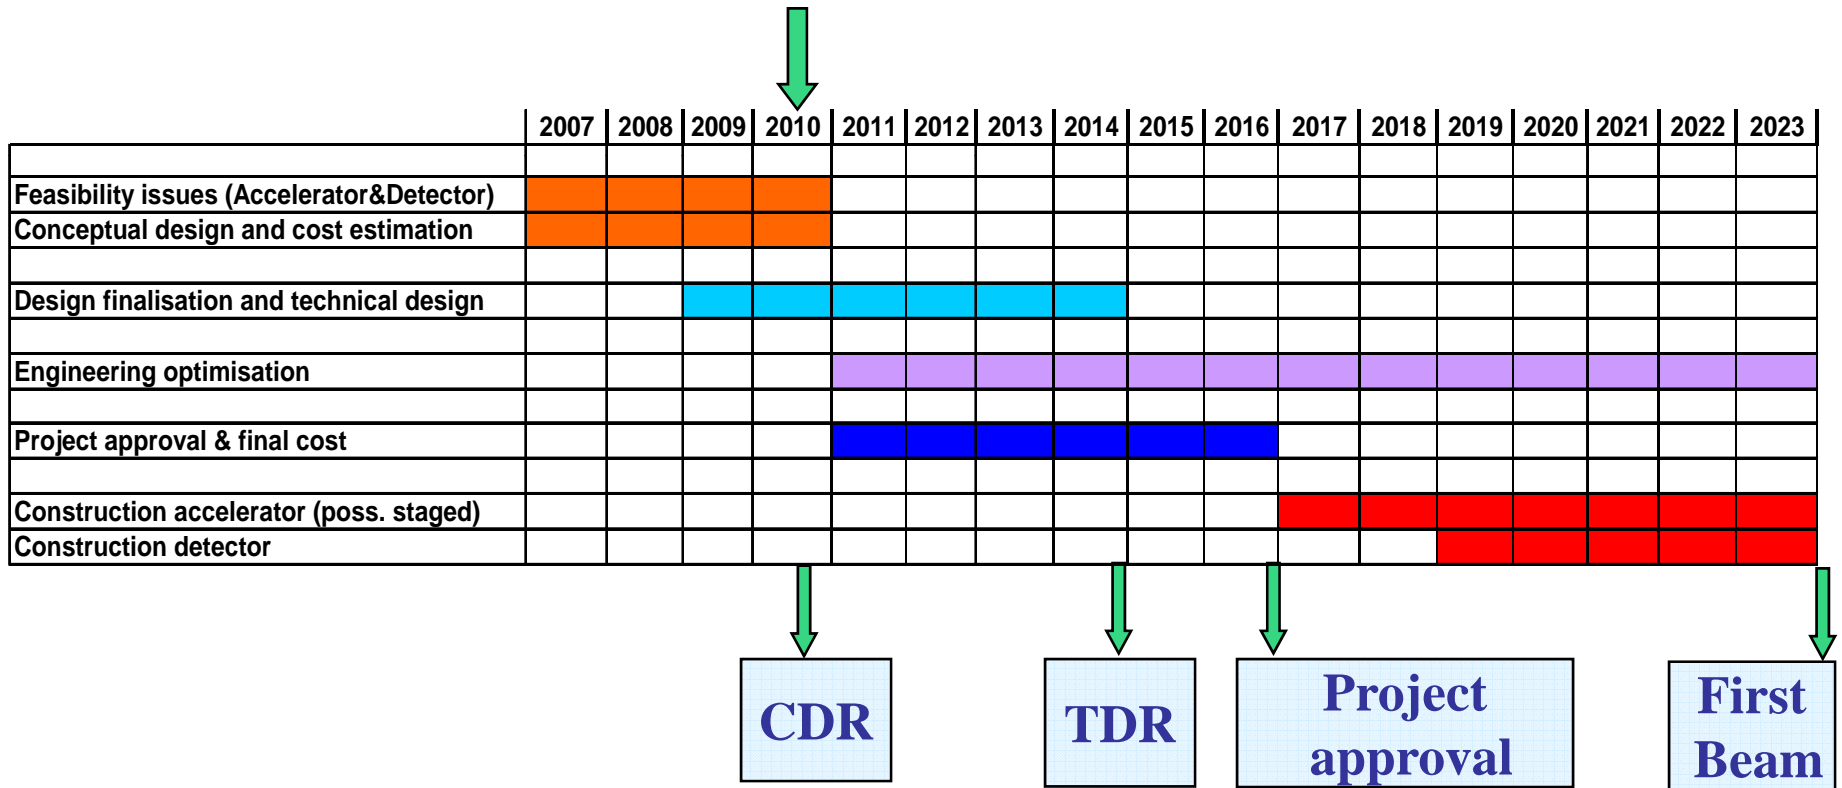 2007 2008 2009 2010 2011 2012 2013 2014 2015 2016 2017 2018 2019 2020 2021 2022 2023
Feasibility issues (Accelerator&Detector)
Conceptual design and cost estimation
Design finalisation and technical design
Engineering optimisation
Project approval & final cost
Construction accelerator (poss. staged)
Construction detector
CDR
TDR
Project
approval
First
Beam